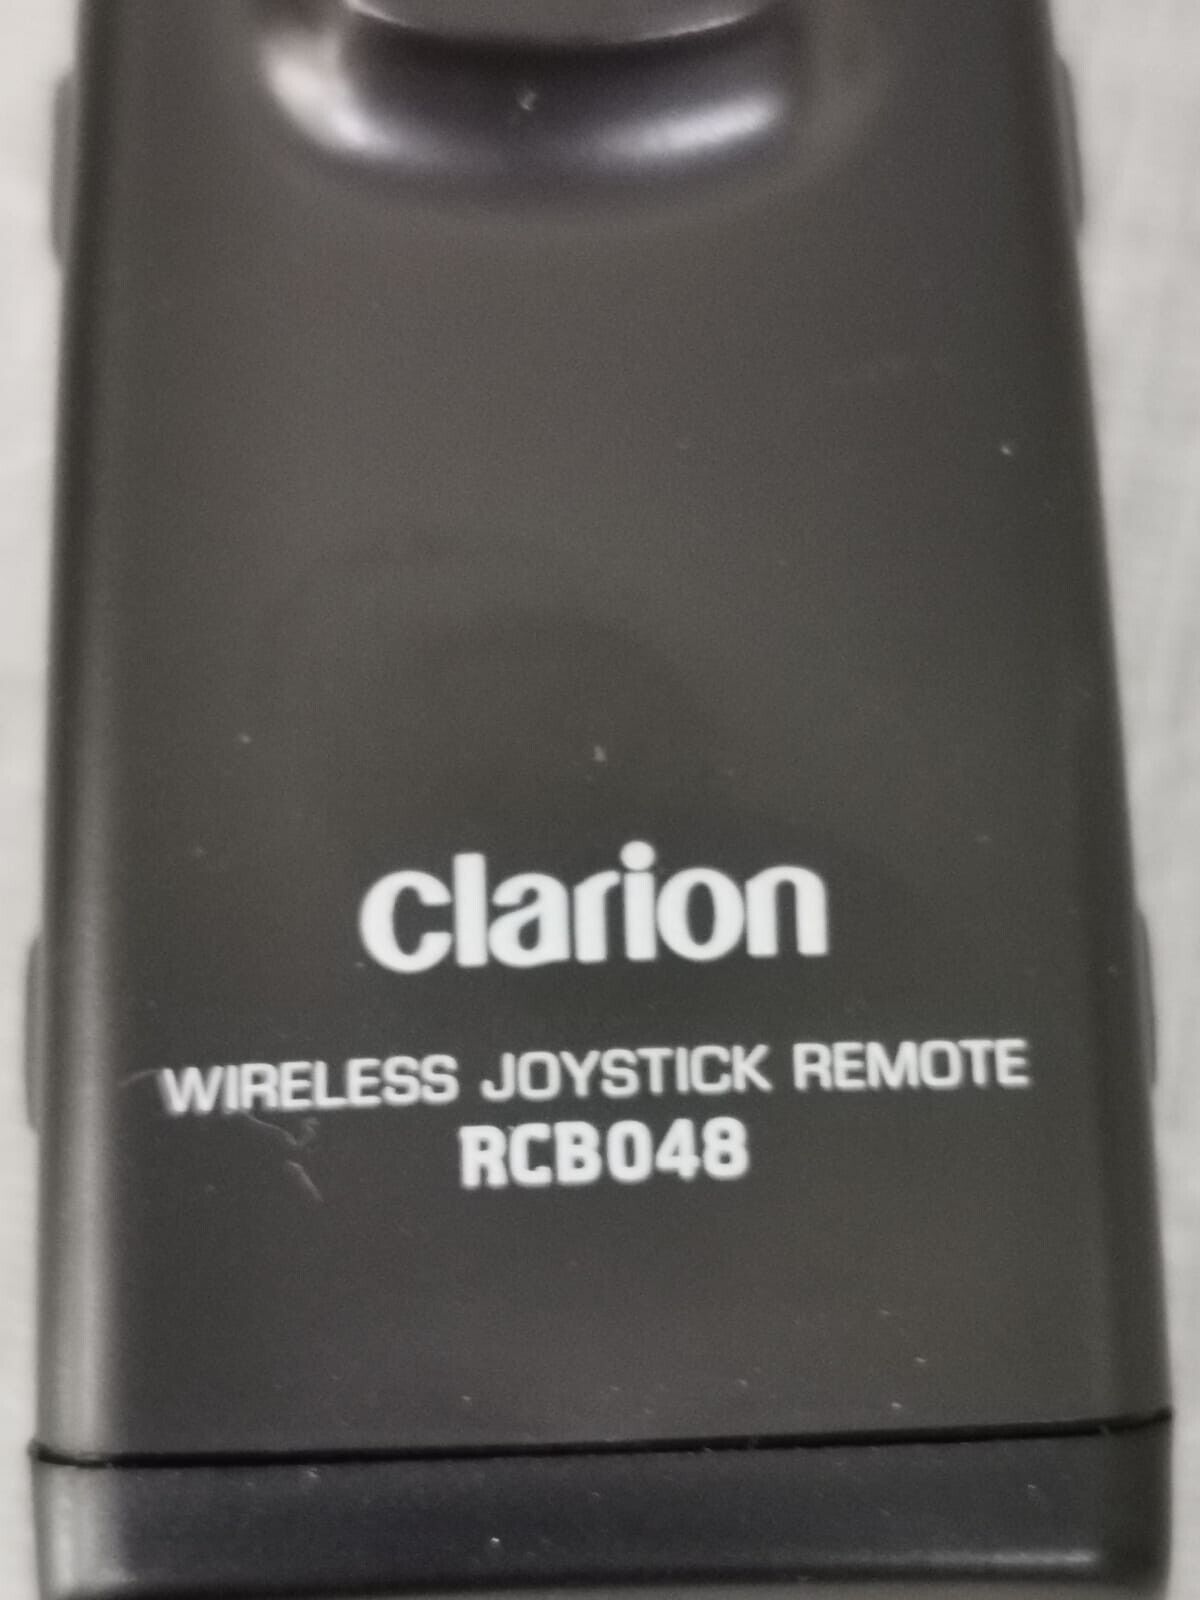 clarion
WIRELESS JOYSTICK REMOTE
RCB048